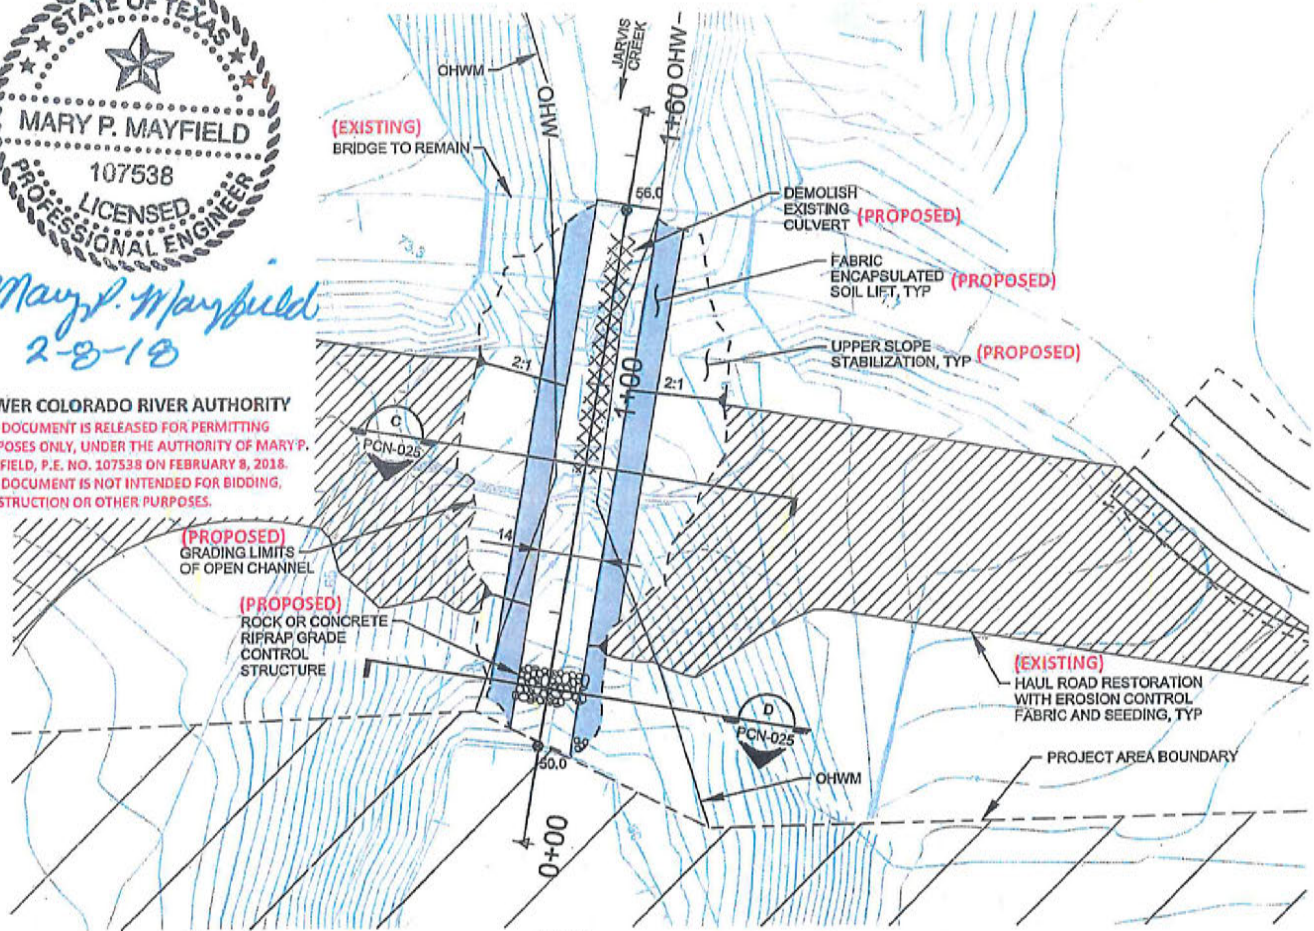 STATE OF TEXAS
MARY P. MAYFIELD
107538
LICENSED
PROFESSIONAL ENGINEER
Mary P. Mayfield
2-8-18
WER COLORADO RIVER AUTHORITY
DOCUMENT IS RELEASED FOR PERMITTING
POSES ONLY, UNDER THE AUTHORITY OF MARY P.
FIELD, P.E. NO. 107538 ON FEBRUARY 8, 2018.
DOCUMENT IS NOT INTENDED FOR BIDDING,
STRUCTION OR OTHER PURPOSES.
OHWM
OHW
JARVIS
CREEK
1+60
OHW
(EXISTING)
BRIDGE TO REMAIN
56.0
DEMOLISH
EXISTING
CULVERT
(PROPOSED)
FABRIC
ENCAPSULATED
SOIL LIFT, TYP
(PROPOSED)
UPPER SLOPE
STABILIZATION, TYP
(PROPOSED)
2:1
2:1
1+00
C
PCN-025
14
(PROPOSED)
GRADING LIMITS
OF OPEN CHANNEL
65
(PROPOSED)
ROCK OR CONCRETE
RIPRAP GRADE
CONTROL
STRUCTURE
(EXISTING)
HAUL ROAD RESTORATION
WITH EROSION CONTROL
FABRIC AND SEEDING, TYP
D
PCN-025
PROJECT AREA BOUNDARY
OHWM
50.0
0+00